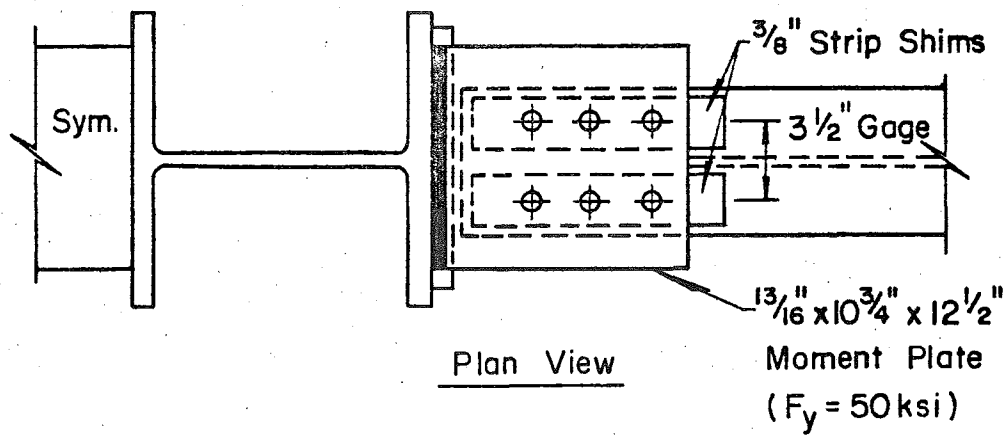 3/8" Strip Shims
Sym.
3 1/2" Gage
13/16" x 10 3/4" x 12 1/2"
Moment Plate
(Fy = 50 ksi)
Plan View